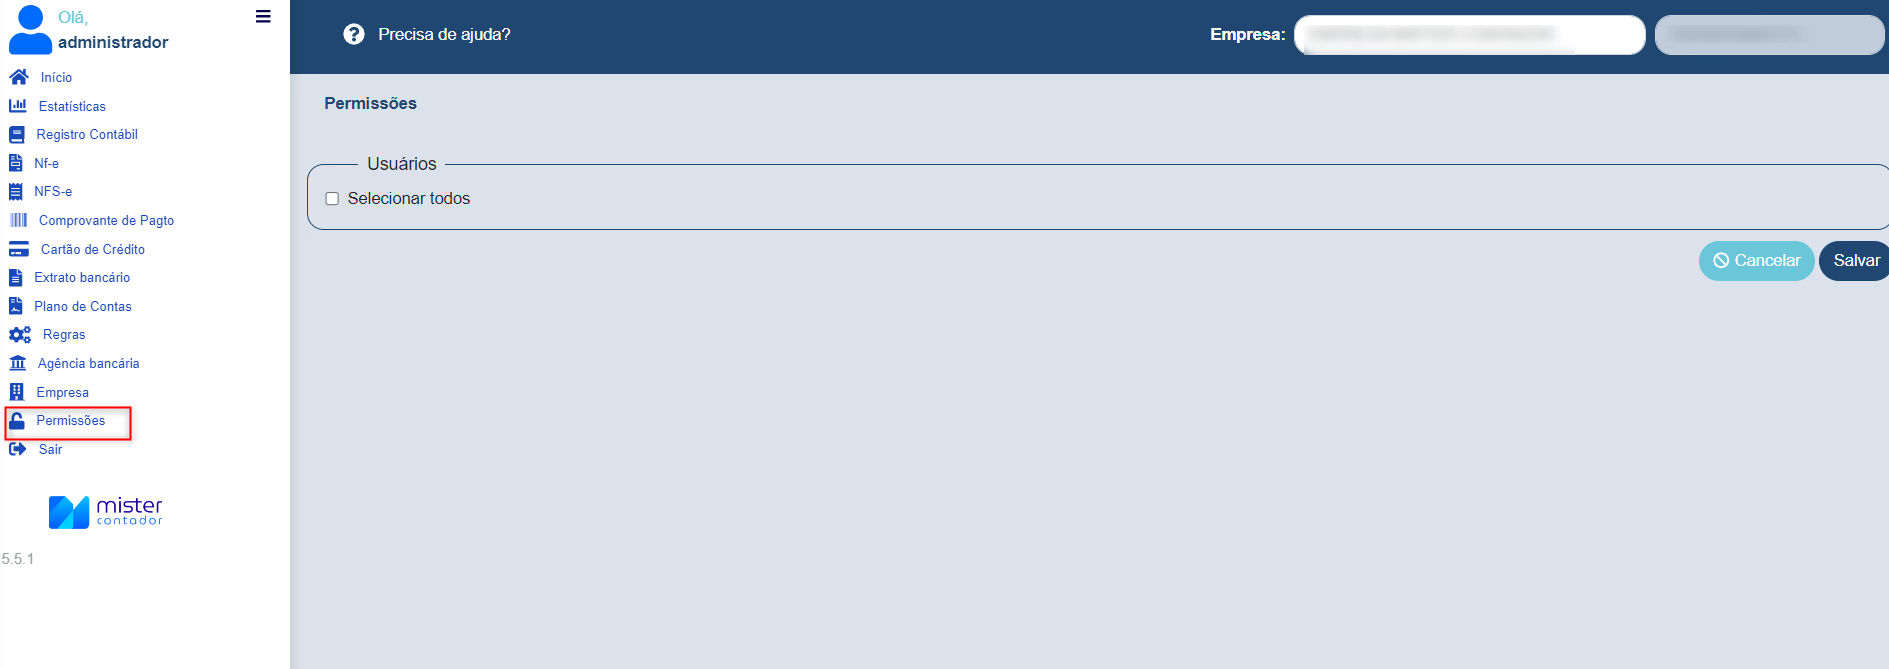 Olá,
administrador
Início
Estatísticas
Registro Contábil
Nf-e
NFS-e
Comprovante de Pagto
Cartão de Crédito
Extrato bancário
Plano de Contas
Regras
Agência bancária
Empresa
Permissões
Sair
mister
contador
5.5.1
Precisa de ajuda?
Empresa:
Permissões
Usuários
Selecionar todos
Cancelar
Salvar